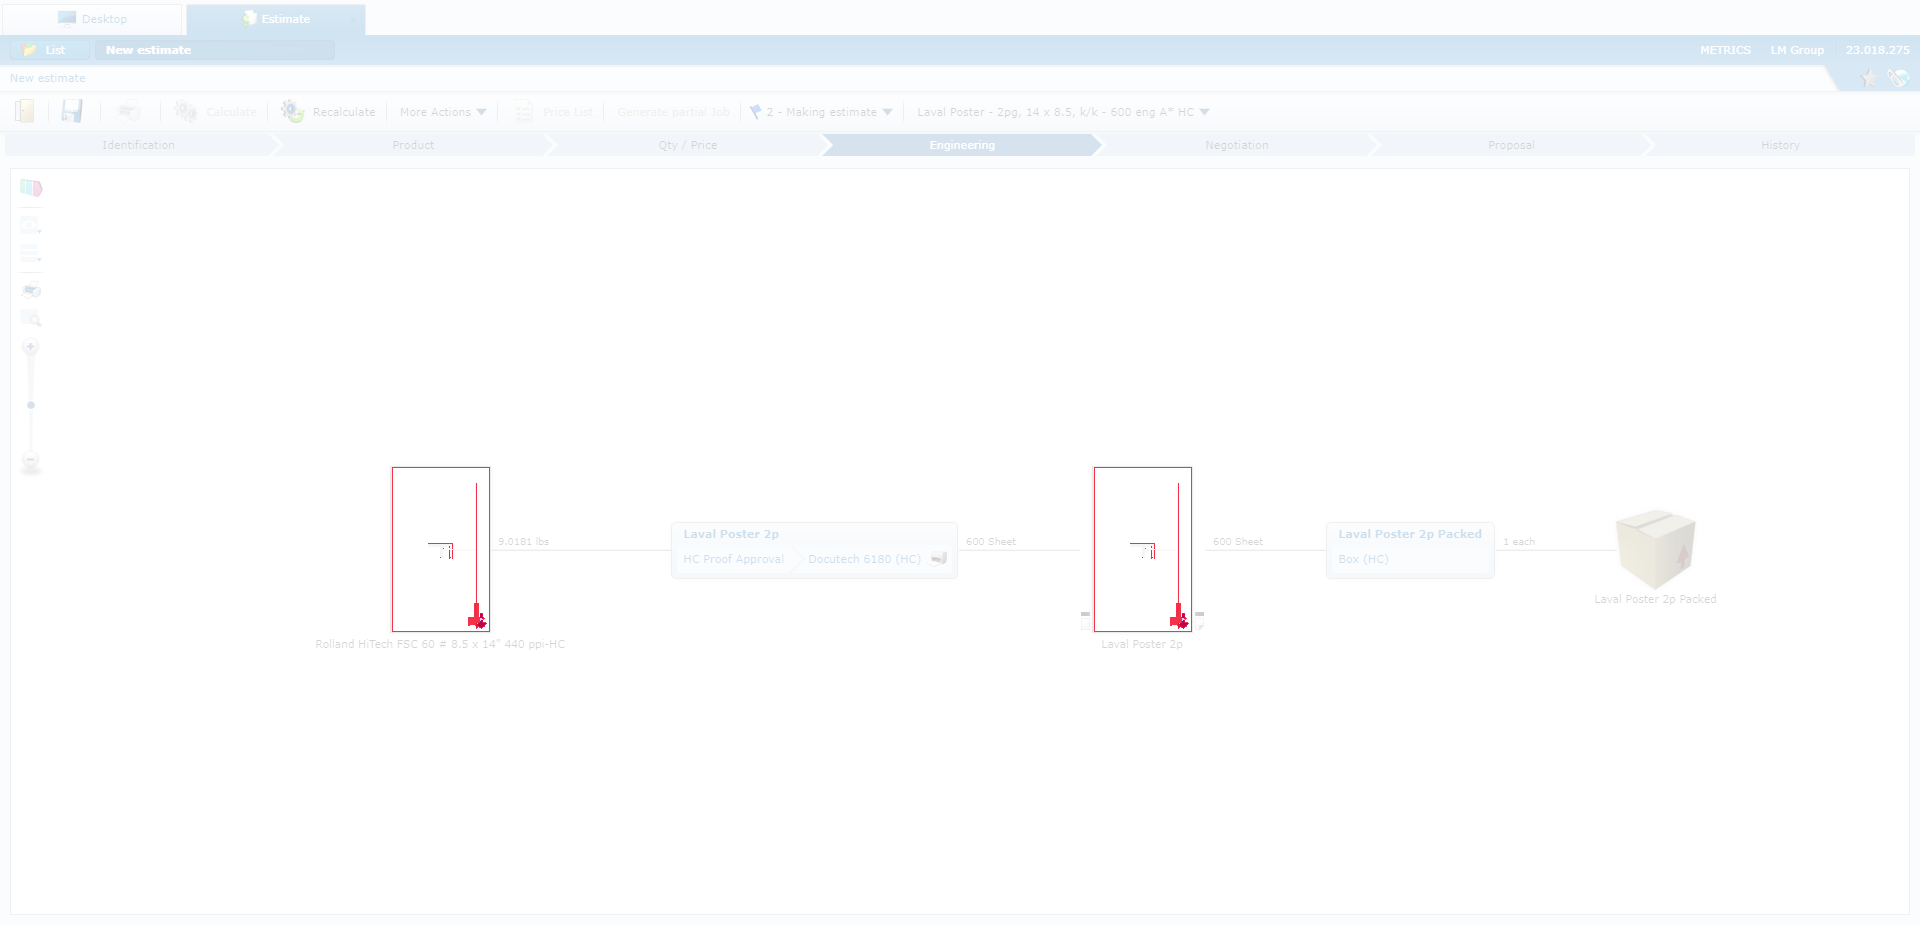 Desktop
Estimate
List
New estimate
METRICS
LM Group
23.018.275
New estimate
Calculate
Recalculate
More Actions
Price List
Generate partial Job
2 - Making estimate
Laval Poster - 2pg, 14 x 8.5, k/k - 600 eng A* HC
Identification
Product
Qty / Price
Engineering
Negotiation
Proposal
History
9.0181 lbs
Rolland HiTech FSC 60 # 8.5 x 14" 440 ppi-HC
Laval Poster 2p
HC Proof Approval
Docutech 6180 (HC)
600 Sheet
Laval Poster 2p
600 Sheet
Laval Poster 2p Packed
Box (HC)
1 each
Laval Poster 2p Packed